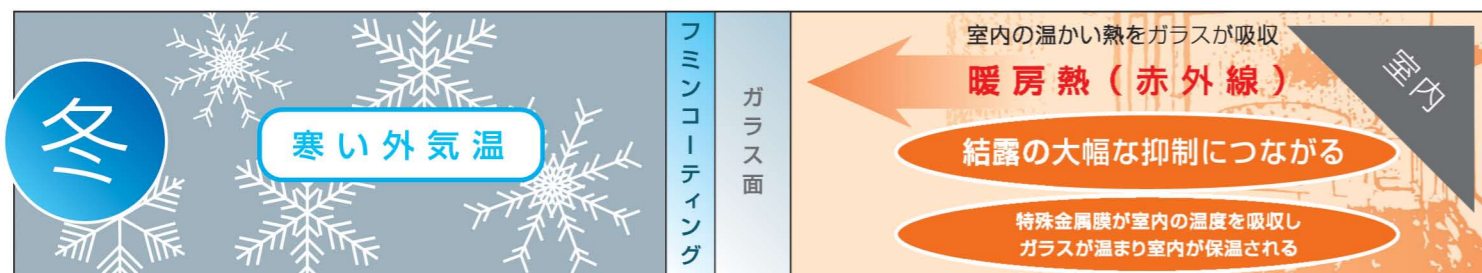 冬
寒い外気温
フミンコーティング
ガラス面
室内の温かい熱をガラスが吸収
暖房熱(赤外線)
室内
結露の大幅な抑制につながる
特殊金属膜が室内の温度を吸収し
ガラスが温まり室内が保温される